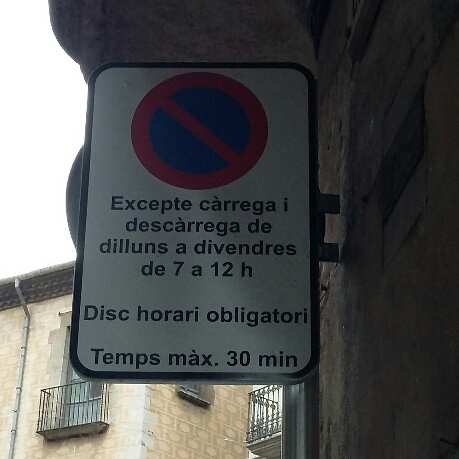 Excepte càrrega i
descàrrega de
dilluns a divendres
de 7 a 12 h
Disc horari obligatori
Temps màx. 30 min